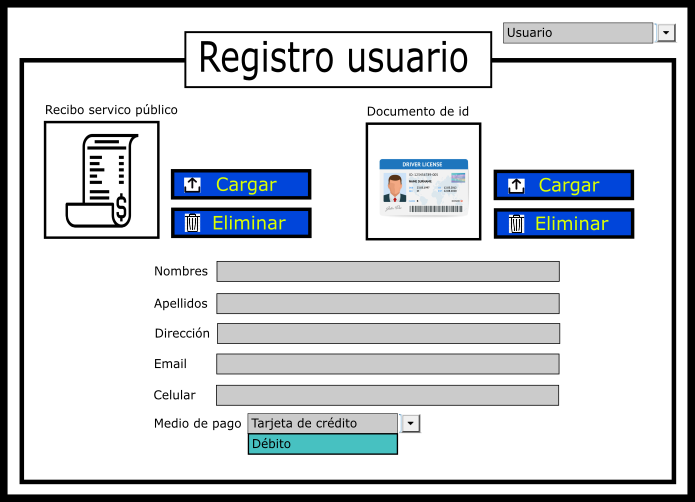 Usuario
Registro usuario
Recibo servico público
Documento de id
DRIVER LICENSE
$
Cargar
Cargar
Eliminar
Eliminar
Nombres
Apellidos
Dirección
Email
Celular
Medio de pago Tarjeta de crédito
Débito